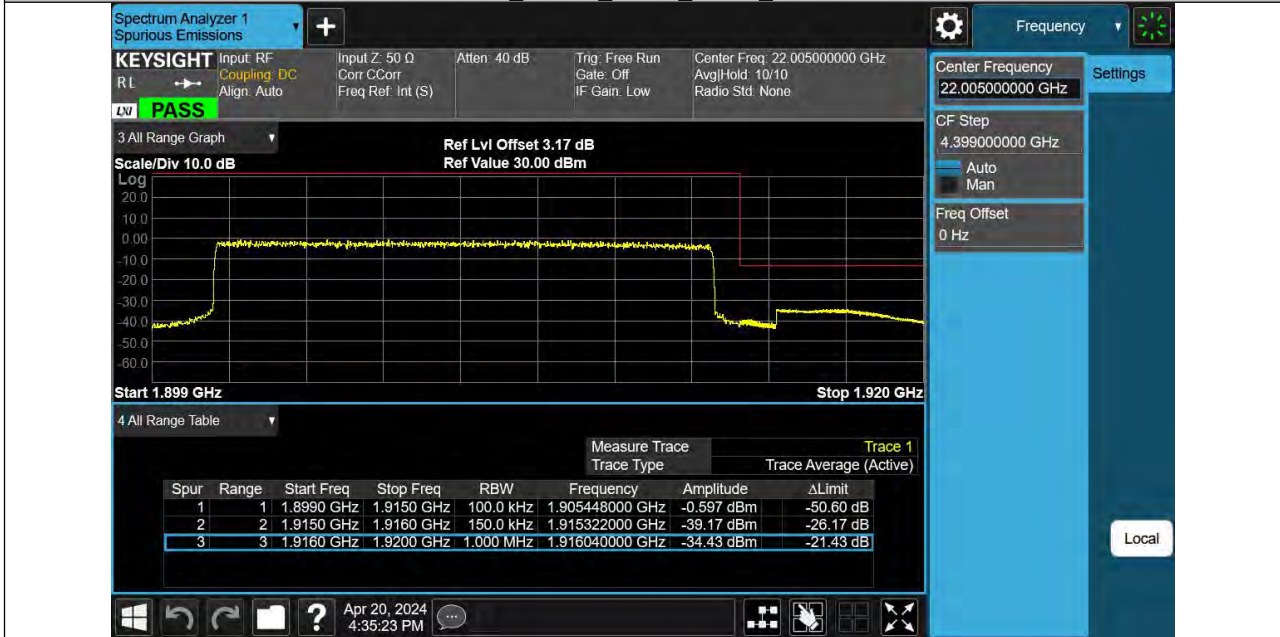 Spectrum Analyzer 1
Spurious Emissions
+
Frequency
KEYSIGHT
RL
LXI PASS
Input: RF
Coupling: DC
Align: Auto
Input Z: 50 Ω
Corr CCorr
Freq Ref: Int (S)
Atten: 40 dB
Trig: Free Run
Gate: Off
IF Gain: Low
Center Freq: 22.005000000 GHz
Avg|Hold: 10/10
Radio Std: None
Center Frequency
22.005000000 GHz
Settings
CF Step
4.399000000 GHz
Auto
Man
Freq Offset
0 Hz
Local
3 All Range Graph
Scale/Div 10.0 dB
Ref Lvl Offset 3.17 dB
Ref Value 30.00 dBm
Log
20.0
10.0
0.00
-10.0
-20.0
-30.0
-40.0
-50.0
-60.0
Start 1.899 GHz Stop 1.920 GHz
4 All Range Table
Measure Trace Trace 1
Trace Type Trace Average (Active)
Spur Range Start Freq Stop Freq RBW Frequency Amplitude ΔLimit
1 1 1.8990 GHz 1.9150 GHz 100.0 kHz 1.905448000 GHz -0.597 dBm -50.60 dB
2 2 1.9150 GHz 1.9160 GHz 150.0 kHz 1.915322000 GHz -39.17 dBm -26.17 dB
3 3 1.9160 GHz 1.9200 GHz 1.000 MHz 1.916040000 GHz -34.43 dBm -21.43 dB
?
Apr 20, 2024
4:35:23 PM